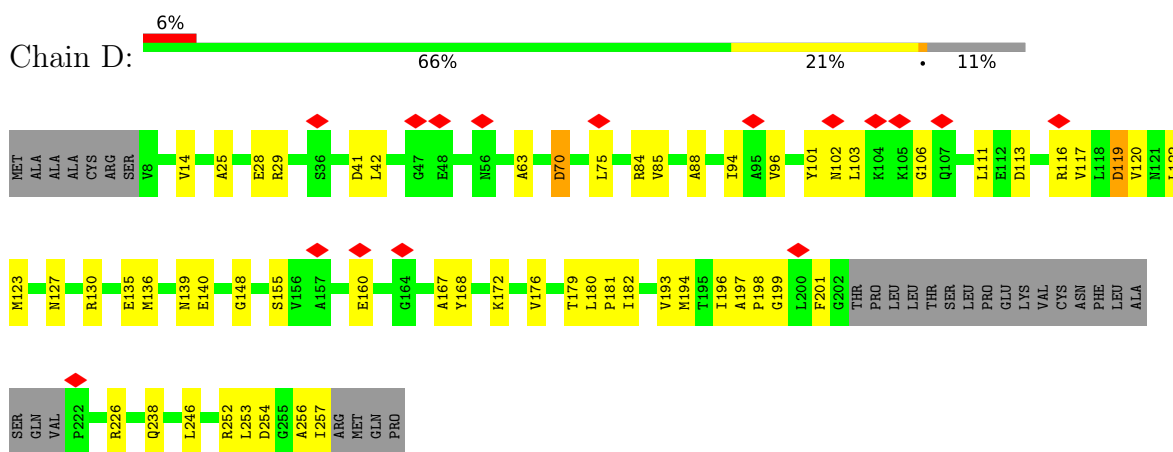 6%
Chain D:
66% 21% • 11%
MET ALA ALA ALA CYS ARG SER V8 V14 A25 E28 R29 S36 D41 L42 G47 E48 N56 A63 D70 L75 R84 V85 A88 I94 A95 V96 Y101 N102 L103 K104 K105 G106 Q107 L111 E112 D113 R116 V117 L118 D119 V120 N121
M123 N127 R130 E135 M136 N139 E140 G148 S155 V156 A157 E160 G164 A167 Y168 K172 V176 T179 L180 P181 I182 V193 M194 T195 I196 A197 P198 G199 L200 F201 G202 THR PRO LEU LEU THR SER LEU PRO GLU LYS VAL CYS ASN PHE LEU ALA
SER GLN VAL P222 R226 Q238 L246 R252 L253 D254 G255 A256 I257 ARG MET GLN PRO